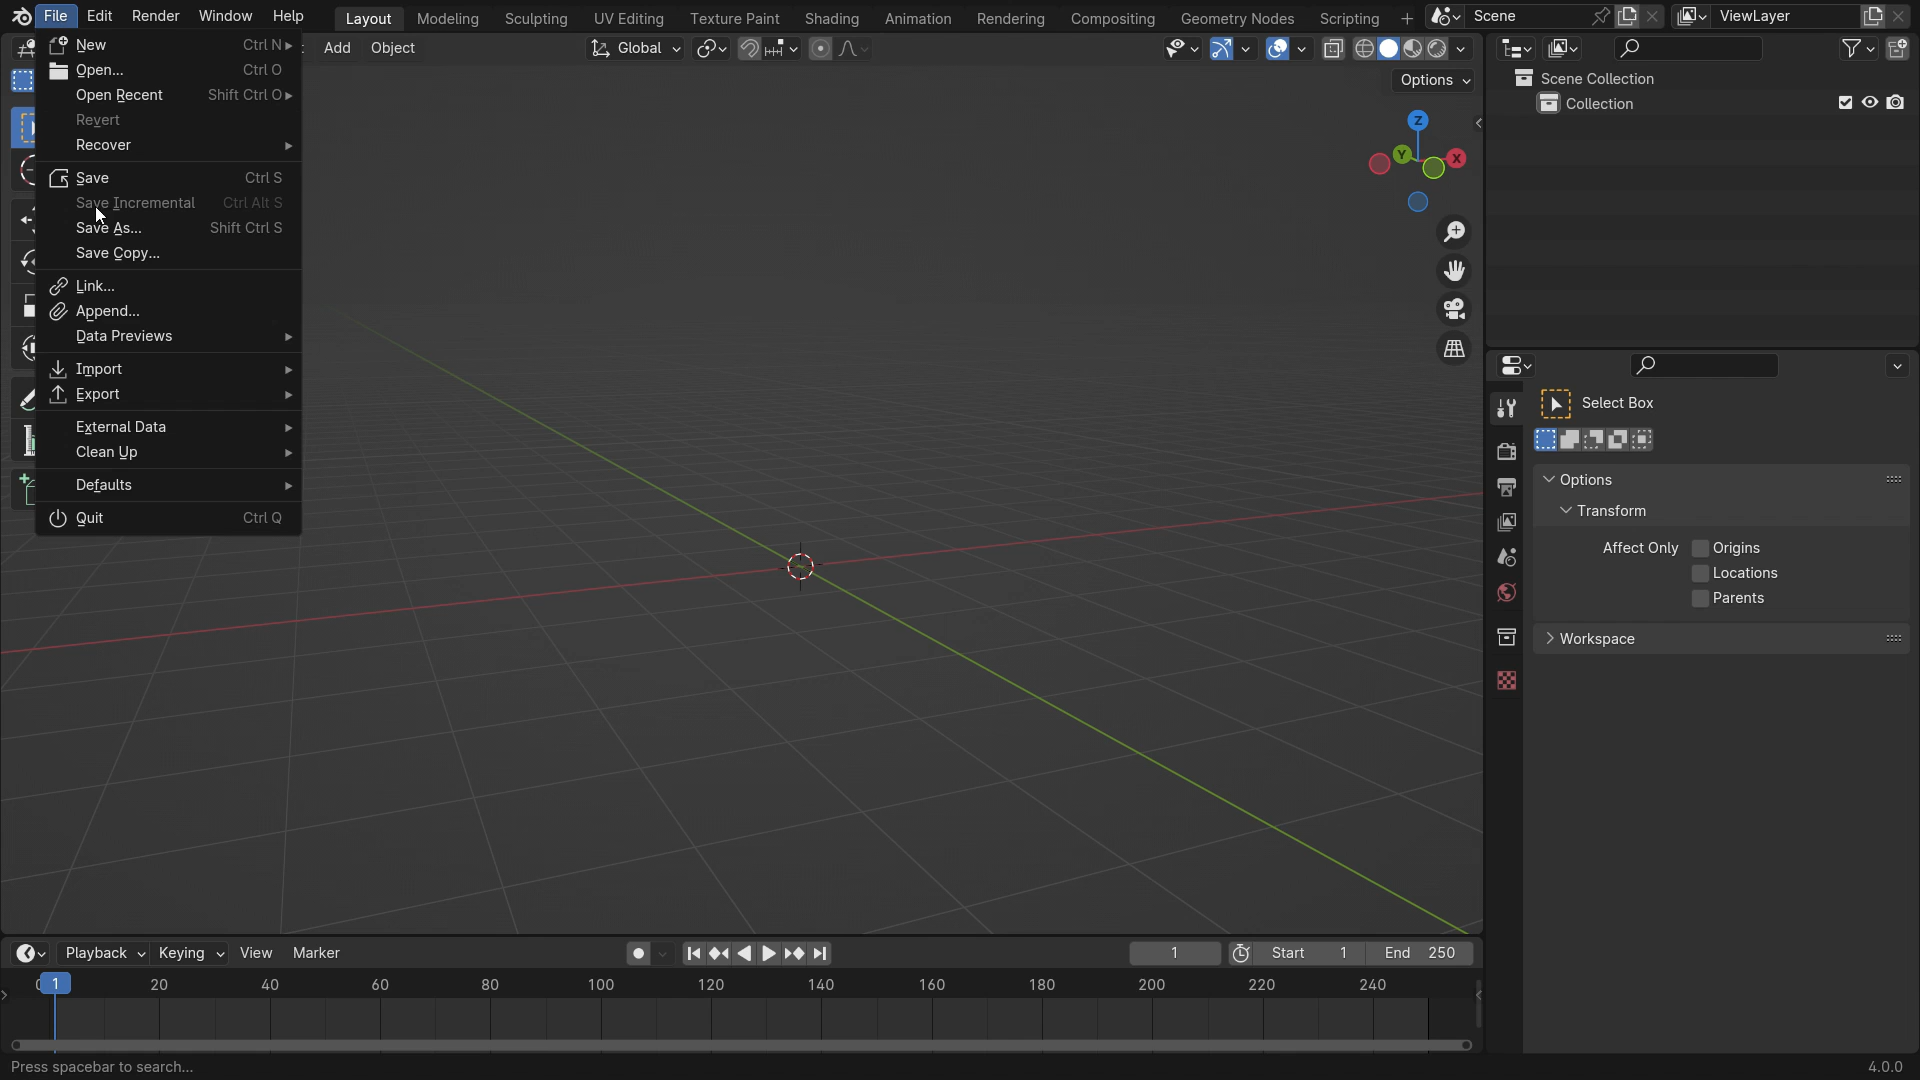 File Edit Render Window Help Layout Modeling Sculpting UV Editing Texture Paint Shading Animation Rendering Compositing Geometry Nodes Scripting + Scene ViewLayer
Add Object Global
Options
New Ctrl N
Open... Ctrl O
Open Recent Shift Ctrl O
Revert
Recover
Save Ctrl S
Save Incremental Ctrl Alt S
Save As... Shift Ctrl S
Save Copy...
Link...
Append...
Data Previews
Import
Export
External Data
Clean Up
Defaults
Quit Ctrl Q
Z
Y X
Scene Collection
Collection
Select Box
Options
Transform
Affect Only Origins
Locations
Parents
Workspace
Playback Keying View Marker 1 Start 1 End 250
1 20 40 60 80 100 120 140 160 180 200 220 240
Press spacebar to search... 4.0.0